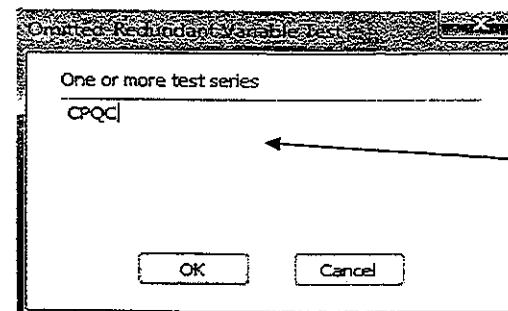 Omitted-Redundant Variable Test
One or more test series
CPQC
OK
Cancel